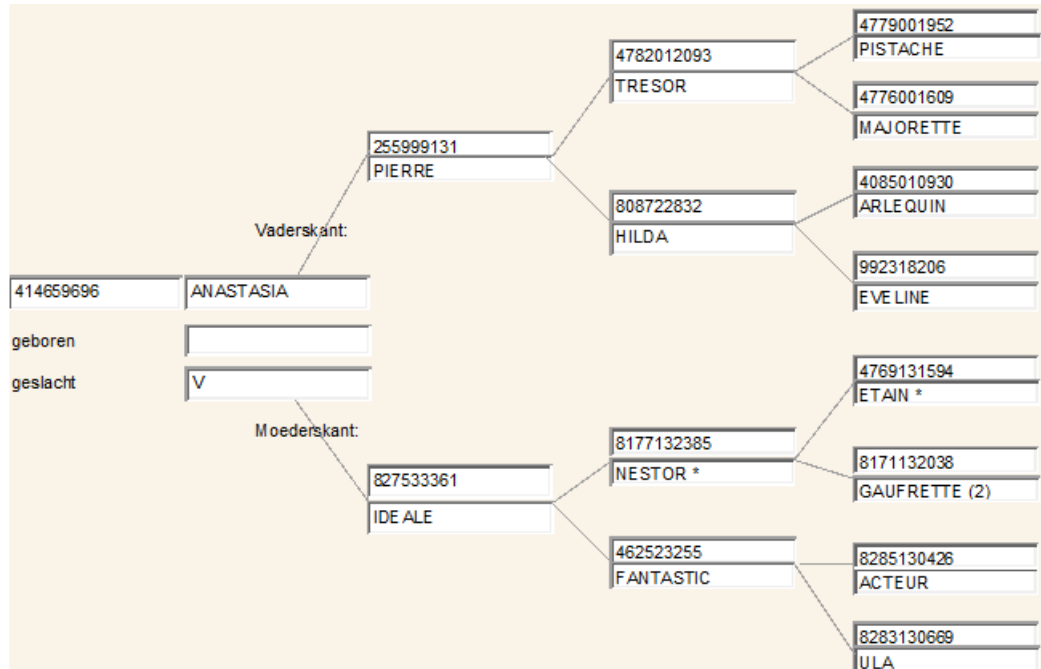 4779001952
PISTACHE
4782012093
TRESOR
4776001609
MAJORETTE
255999131
PIERRE
4085010930
ARLEQUIN
808722832
HILDA
Vaderskant:
992318206
EVELINE
414659696 ANASTASIA
geboren
geslacht V
4769131594
ETAIN *
Moederskant:
8177132385
NESTOR *
8171132038
GAUFRETTE (2)
827533361
IDEALE
462523255
FANTASTIC
8285130426
ACTEUR
8283130669
ULA